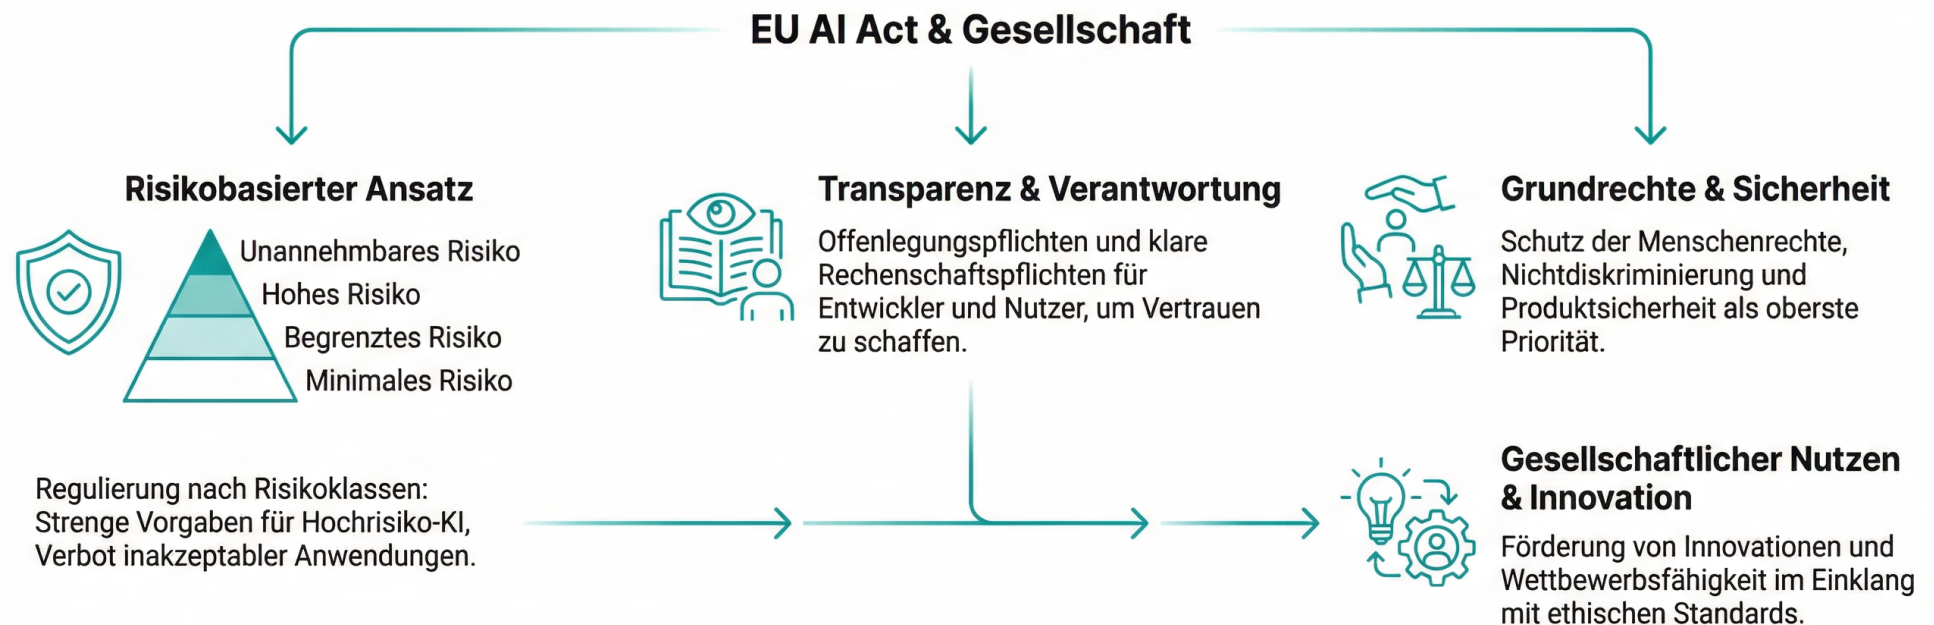 EU AI Act & Gesellschaft
Risikobasierter Ansatz
Unannehmbares Risiko
Hohes Risiko
Begrenztes Risiko
Minimales Risiko
Regulierung nach Risikoklassen:
Strenge Vorgaben für Hochrisiko-KI,
Verbot inakzeptabler Anwendungen.
Transparenz & Verantwortung
Offenlegungspflichten und klare
Rechenschaftspflichten für
Entwickler und Nutzer, um Vertrauen
zu schaffen.
Grundrechte & Sicherheit
Schutz der Menschenrechte,
Nichtdiskriminierung und
Produktsicherheit als oberste
Priorität.
Gesellschaftlicher Nutzen
& Innovation
Förderung von Innovationen und
Wettbewerbsfähigkeit im Einklang
mit ethischen Standards.